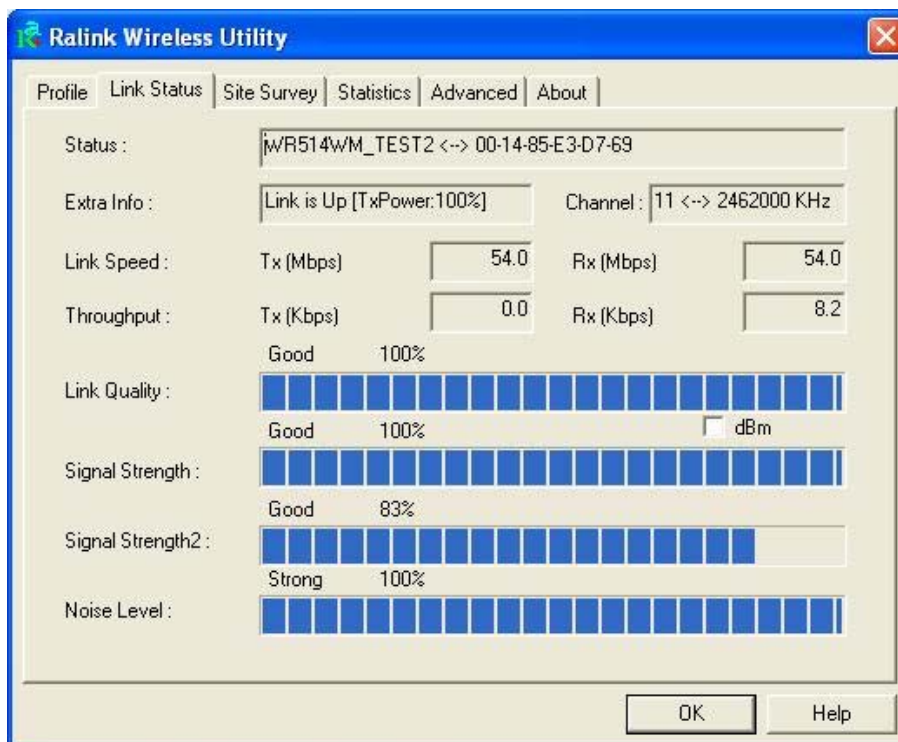 Ralink Wireless Utility
Profile Link Status Site Survey Statistics Advanced About
Status : WR514WM_TEST2 <--> 00-14-85-E3-D7-69
Extra Info : Link is Up [TxPower:100%] Channel : 11 <--> 2462000 KHz
Link Speed : Tx (Mbps) 54.0 Rx (Mbps) 54.0
Throughput : Tx (Kbps) 0.0 Rx (Kbps) 8.2
Good 100%
Link Quality :
Good 100% dBm
Signal Strength :
Good 83%
Signal Strength2 :
Strong 100%
Noise Level :
OK Help